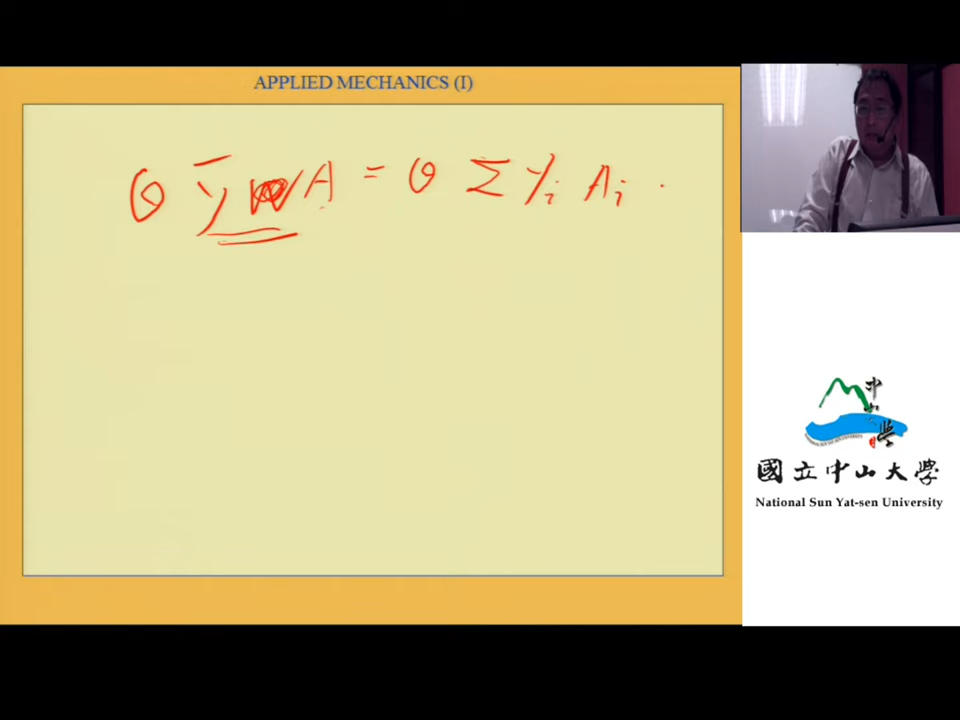 APPLIED MECHANICS (I)
θ ȳ A = θ Σ yᵢ Aᵢ .
國立中山大學
National Sun Yat-sen University